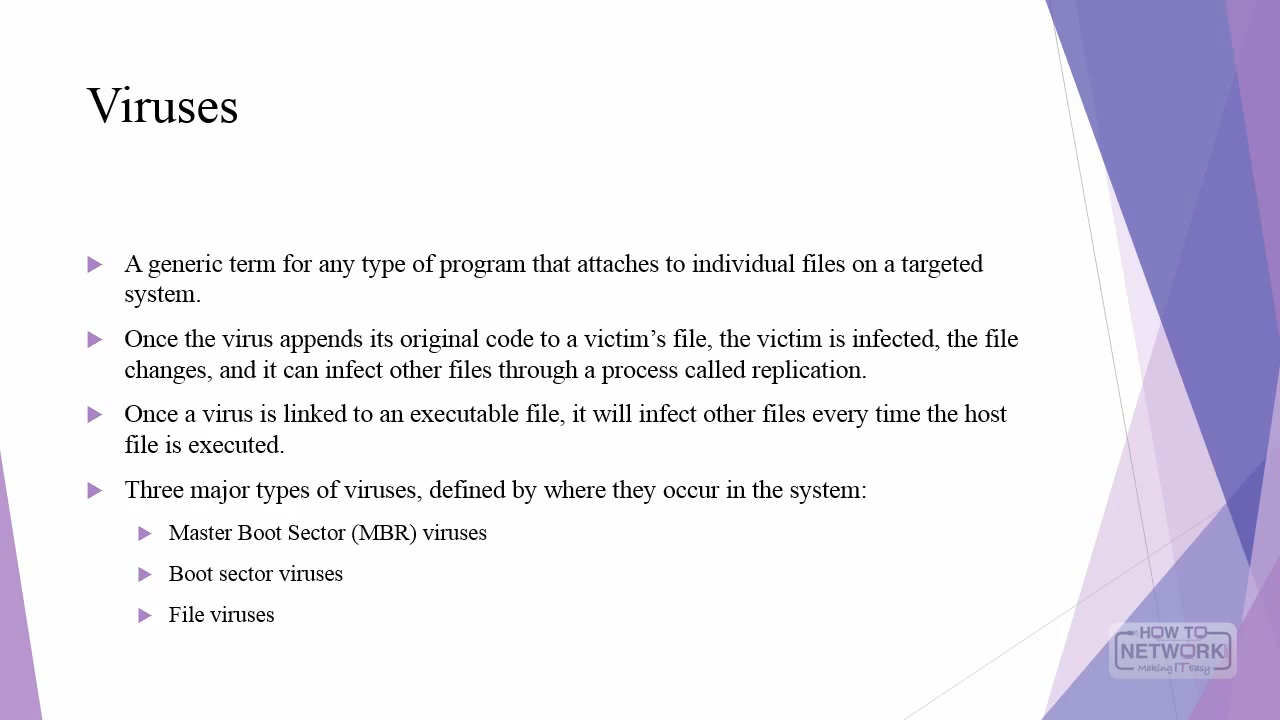 Viruses
A generic term for any type of program that attaches to individual files on a targeted
system.
Once the virus appends its original code to a victim’s file, the victim is infected, the file
changes, and it can infect other files through a process called replication.
Once a virus is linked to an executable file, it will infect other files every time the host
file is executed.
Three major types of viruses, defined by where they occur in the system:
Master Boot Sector (MBR) viruses
Boot sector viruses
File viruses
HOW TO
NETWORK
Making IT Easy